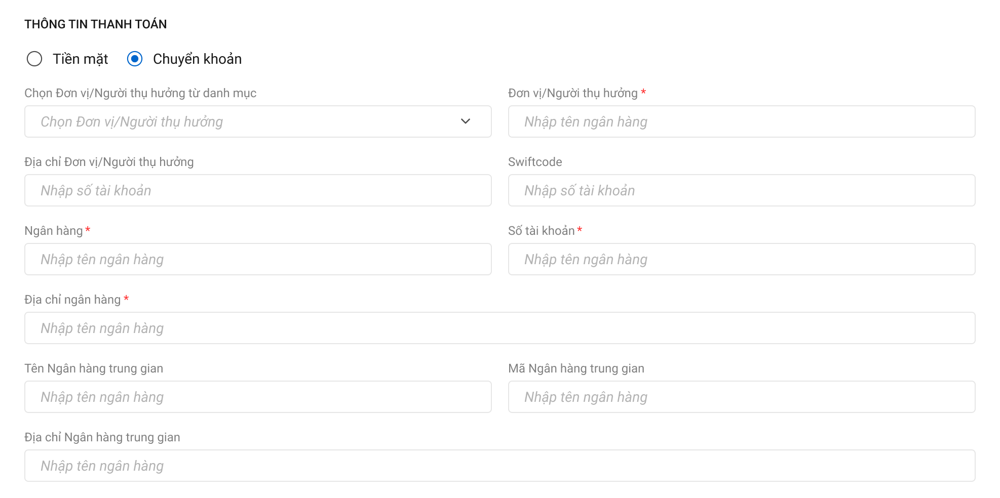 THÔNG TIN THANH TOÁN
Tiền mặt Chuyển khoản
Chọn Đơn vị/Người thụ hưởng từ danh mục
Chọn Đơn vị/Người thụ hưởng
Đơn vị/Người thụ hưởng *
Nhập tên ngân hàng
Địa chỉ Đơn vị/Người thụ hưởng
Nhập số tài khoản
Swiftcode
Nhập số tài khoản
Ngân hàng *
Nhập tên ngân hàng
Số tài khoản *
Nhập tên ngân hàng
Địa chỉ ngân hàng *
Nhập tên ngân hàng
Tên Ngân hàng trung gian
Nhập tên ngân hàng
Mã Ngân hàng trung gian
Nhập tên ngân hàng
Địa chỉ Ngân hàng trung gian
Nhập tên ngân hàng